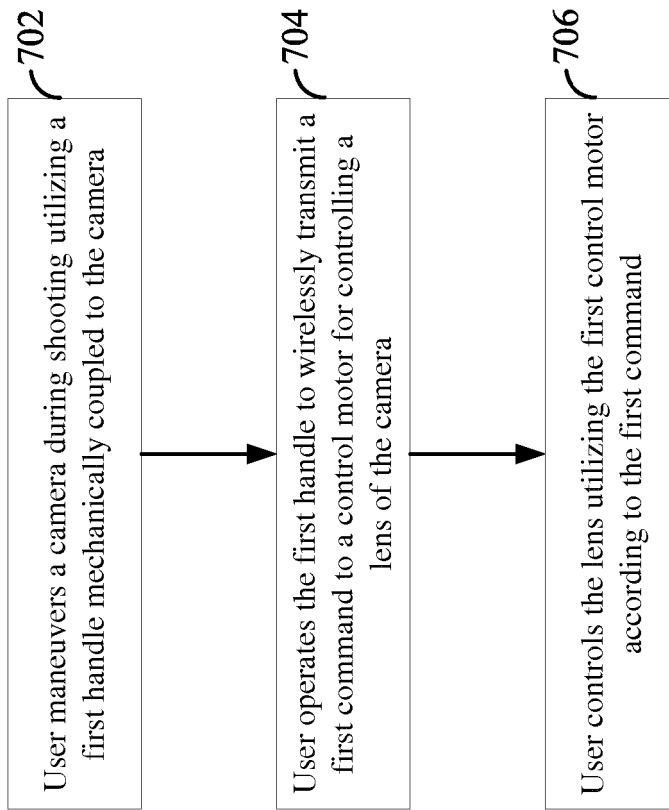 702
User maneuvers a camera during shooting utilizing a
first handle mechanically coupled to the camera
704
User operates the first handle to wirelessly transmit a
first command to a control motor for controlling a
lens of the camera
706
User controls the lens utilizing the first control motor
according to the first command